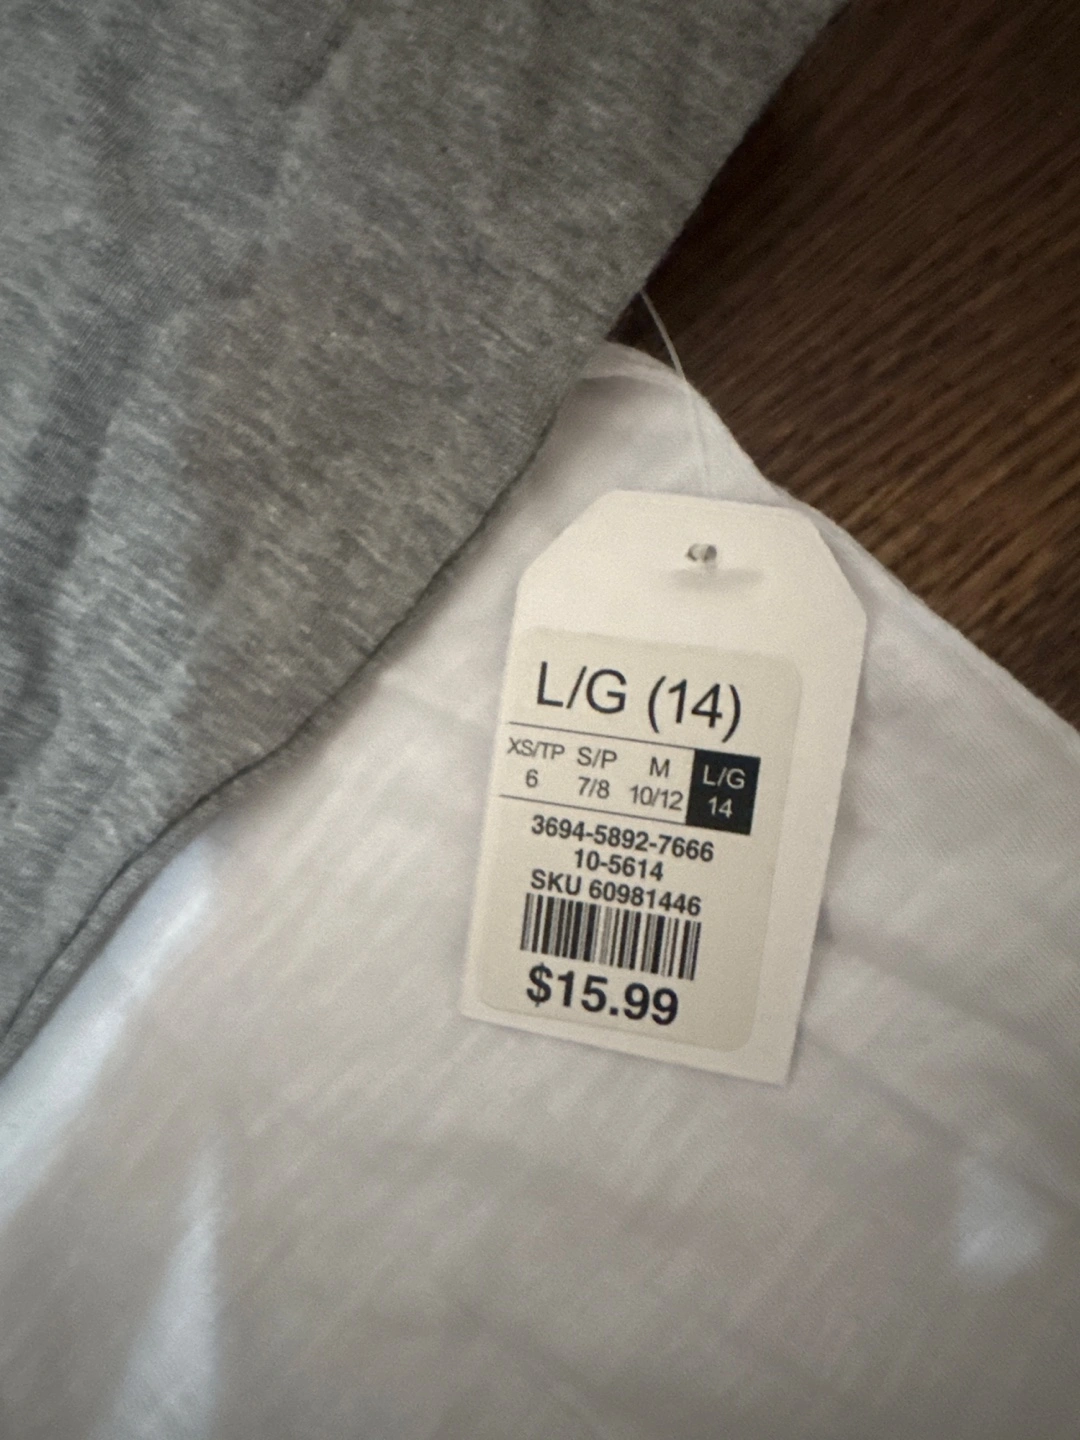 L/G (14)
XS/TP S/P M L/G
6 7/8 10/12 14
3694-5892-7666
10-5614
SKU 60981446
$15.99